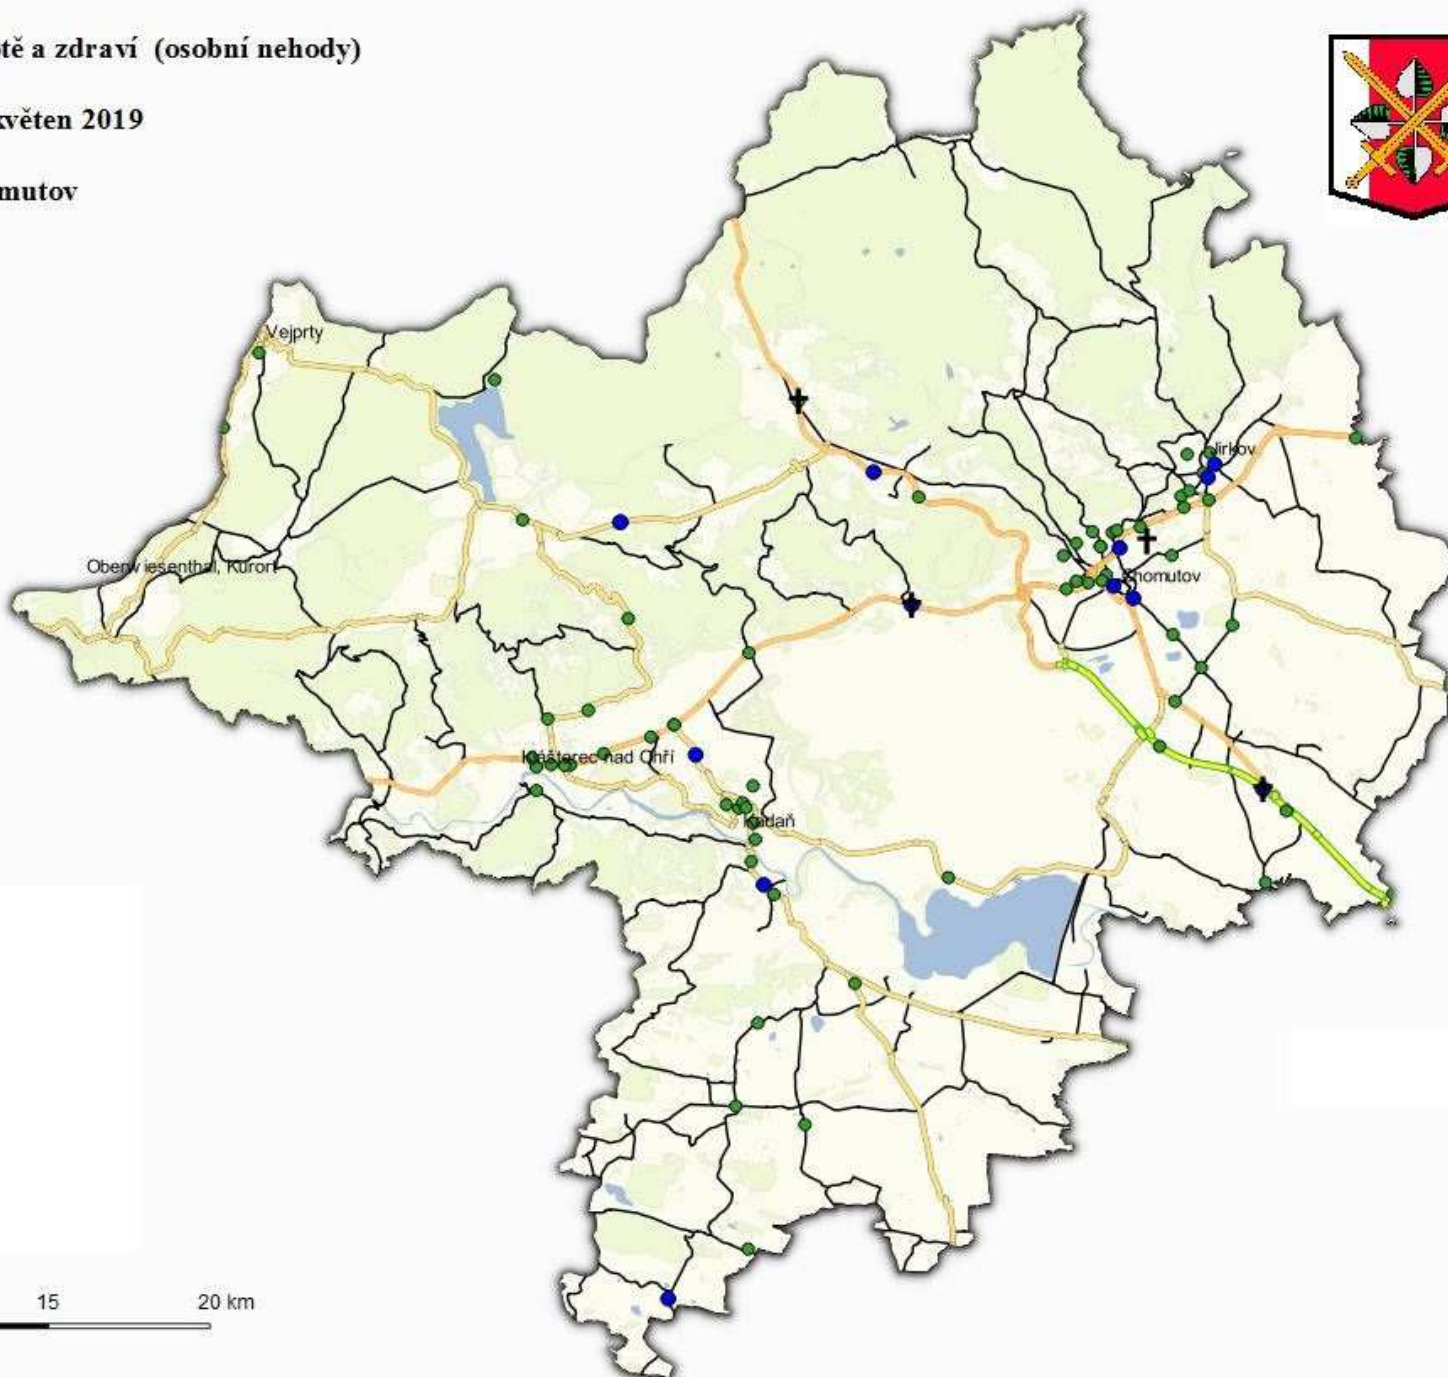 tě a zdraví (osobní nehody)
květen 2019
mutov
Vejprty
Jirkov
Oberwiesenthal, Kurort
Chomutov
Klášterec nad Ohří
Kadaň
15 20 km